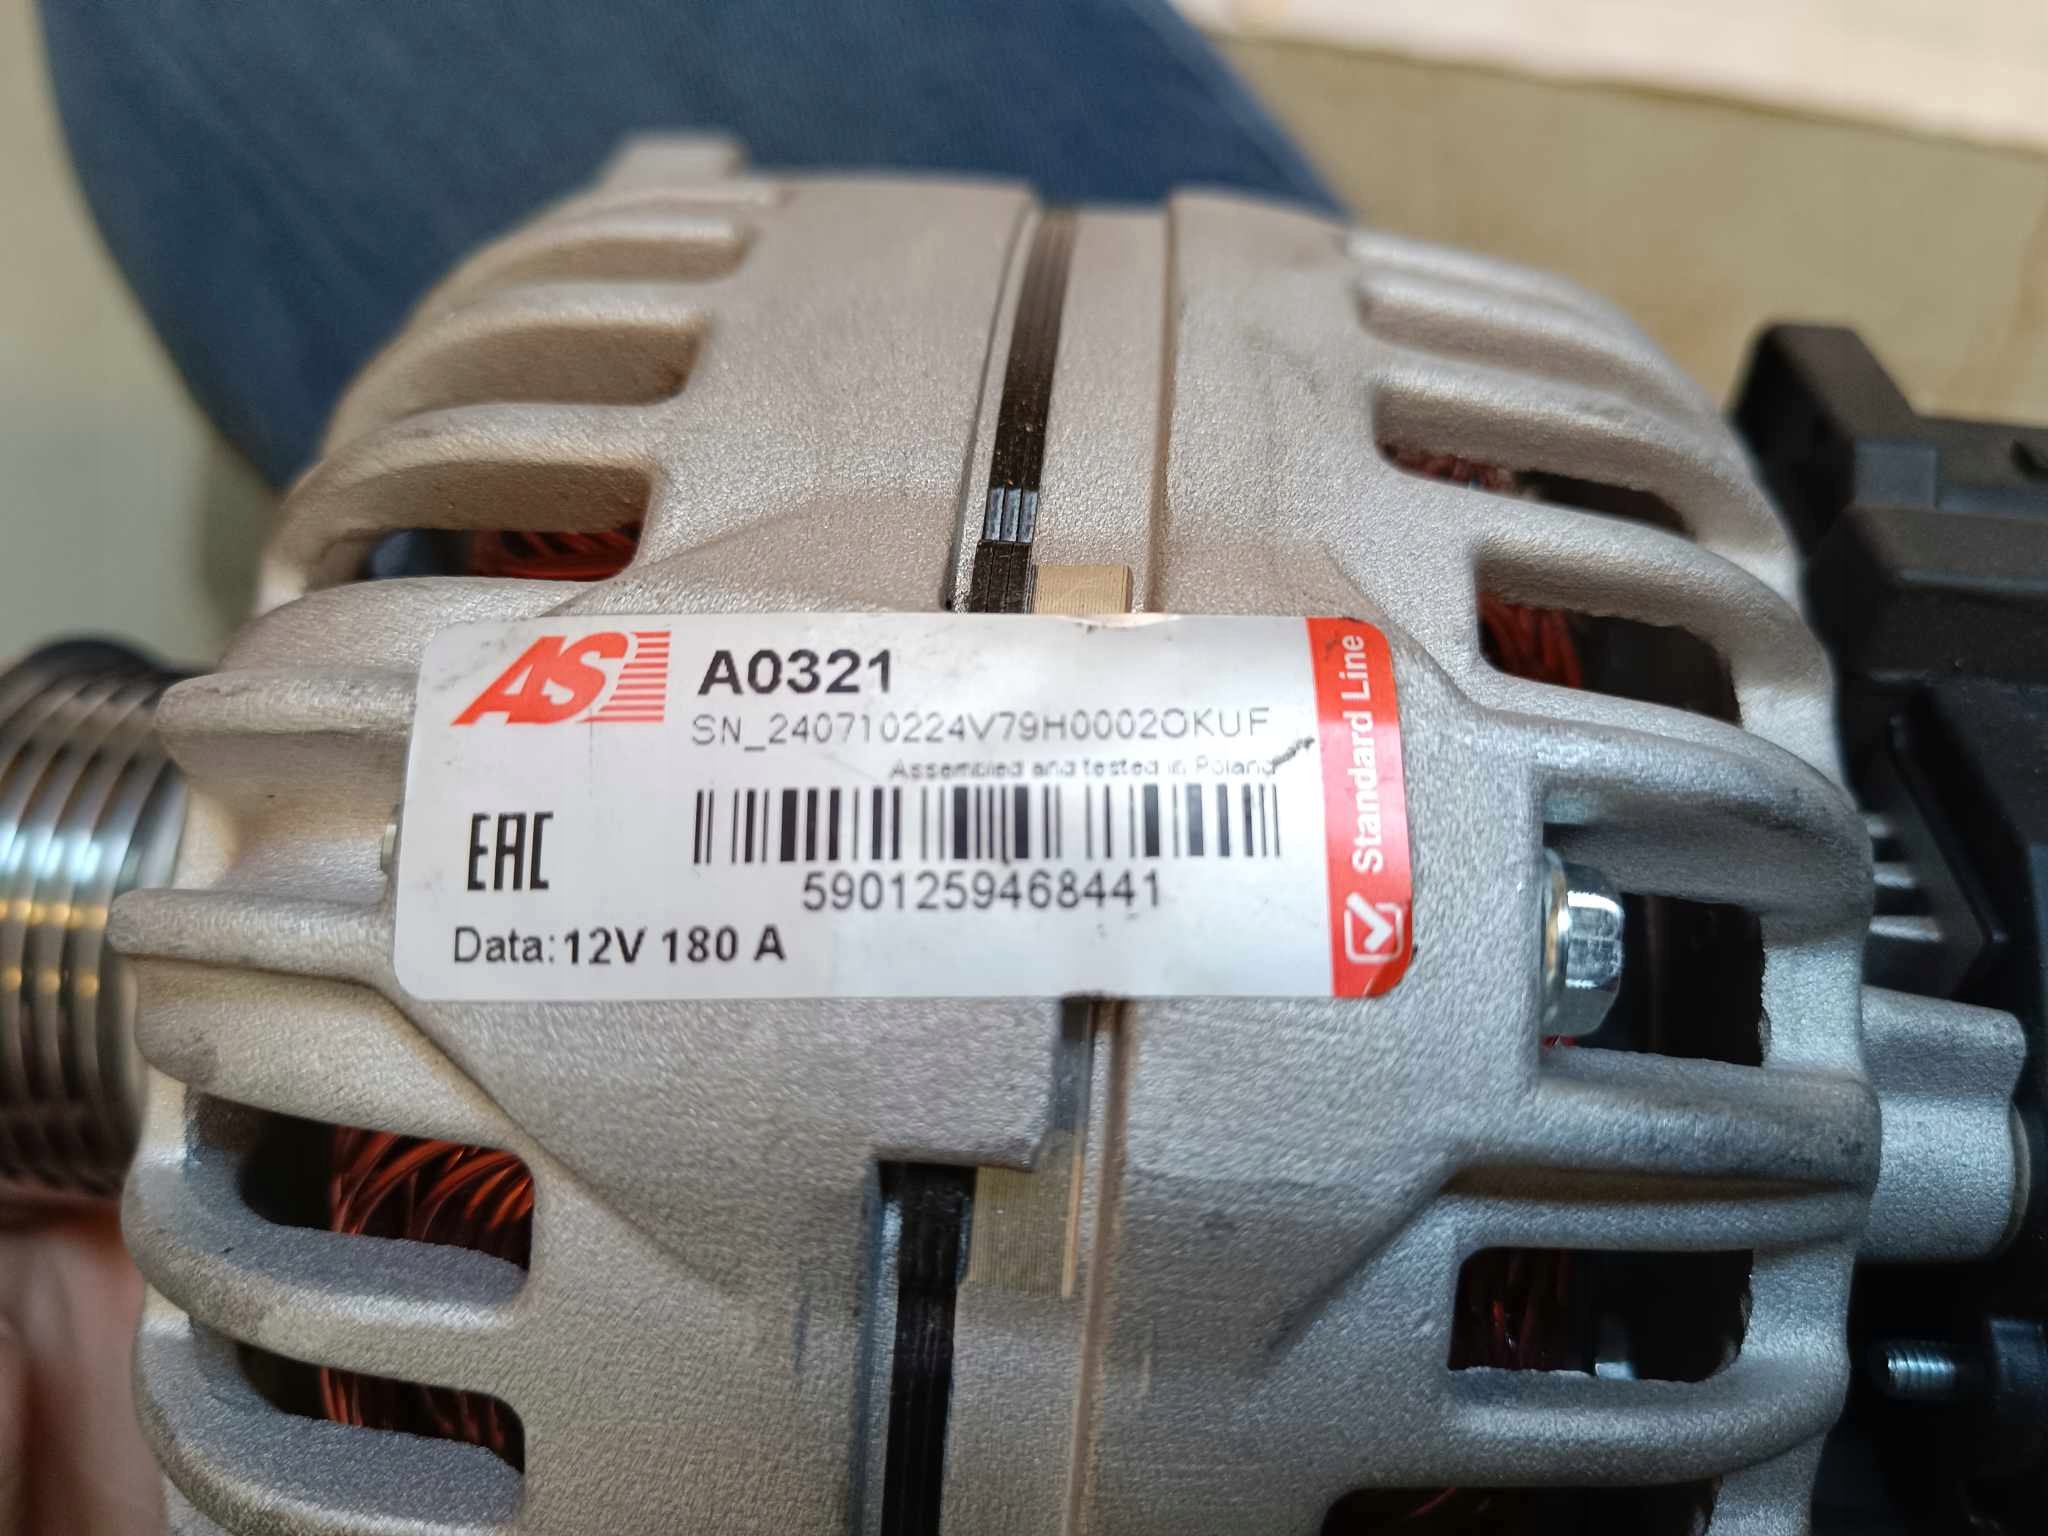 AS
A0321
SN_240710224V79H0002OKUF
Assembled and tested in Poland
EAC
5901259468441
Data: 12V 180 A
Standard Line